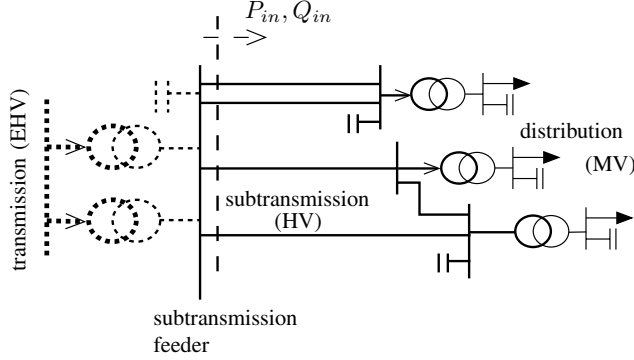 P_in, Q_in
transmission (EHV)
distribution
(MV)
subtransmission
(HV)
subtransmission
feeder